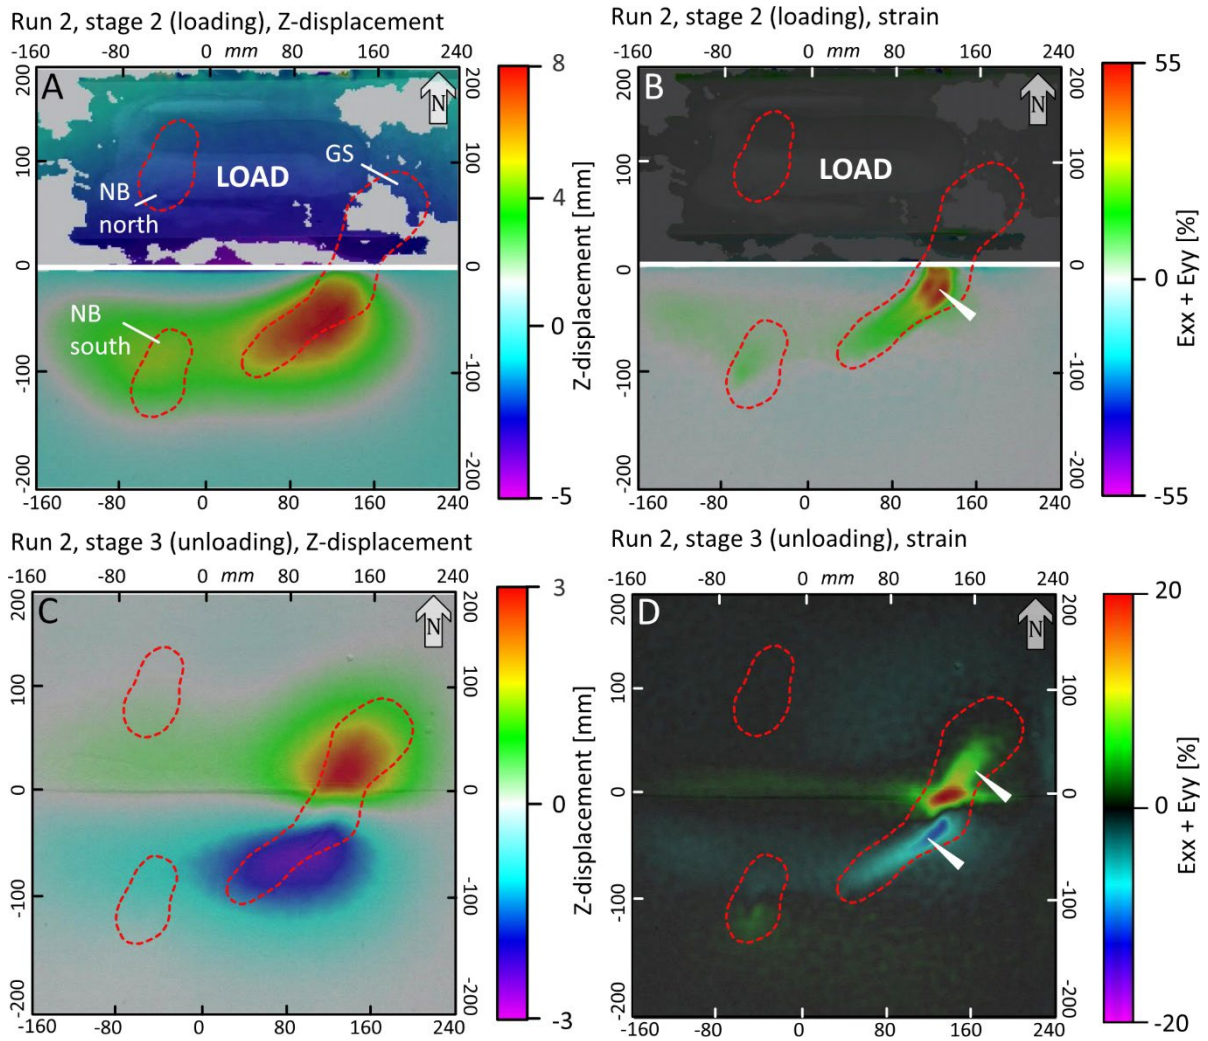 Run 2, stage 2 (loading), Z-displacement
-160 -80 0 mm 80 160 240
A
N
8
4
0
-5
Z-displacement [mm]
200
100
0
-100
-200
200
100
0
-100
-200
GS
LOAD
NB
north
NB
south
-160 -80 0 80 160 240
Run 2, stage 2 (loading), strain
-160 -80 0 mm 80 160 240
B
N
55
0
-55
Exx + Eyy [%]
200
100
0
-100
-200
200
100
0
-100
-200
LOAD
-160 -80 0 80 160 240
Run 2, stage 3 (unloading), Z-displacement
-160 -80 0 mm 80 160 240
C
N
3
0
-3
Z-displacement [mm]
200
100
0
-100
-200
200
100
0
-100
-200
-160 -80 0 80 160 240
Run 2, stage 3 (unloading), strain
-160 -80 0 mm 80 160 240
D
N
20
0
-20
Exx + Eyy [%]
200
100
0
-100
-200
200
100
0
-100
-200
-160 -80 0 80 160 240